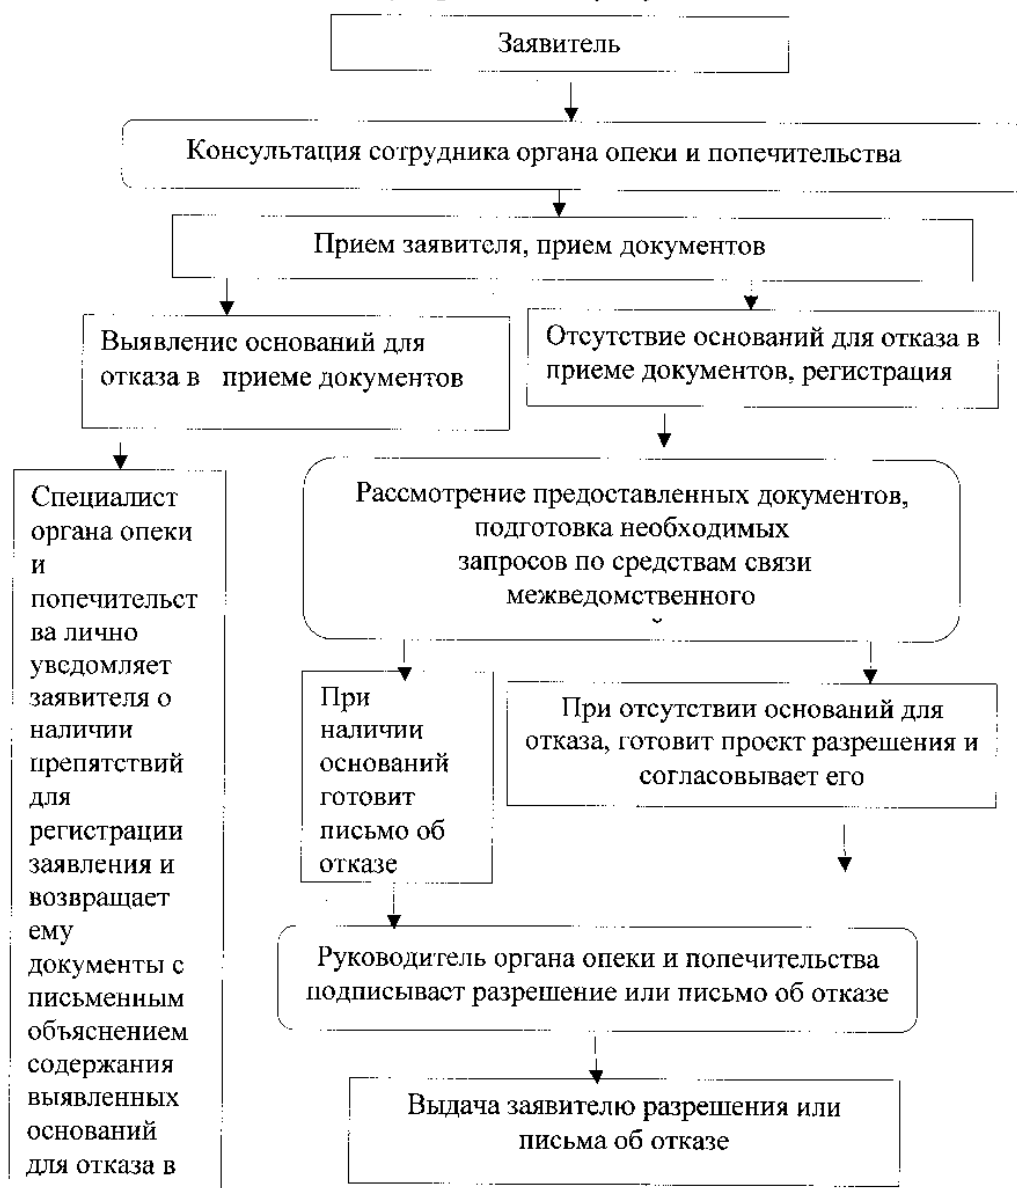 Заявитель
Консультация сотрудника органа опеки и попечительства
Прием заявителя, прием документов
Выявление оснований для
отказа в приеме документов
Отсутствие оснований для отказа в
приеме документов, регистрация
Специалист
органа опеки
и
попечительст
ва лично
уведомляет
заявителя о
наличии
препятствий
для
регистрации
заявления и
возвращает
ему
документы с
письменным
объяснением
содержания
выявленных
оснований
для отказа в
Рассмотрение предоставленных документов,
подготовка необходимых
запросов по средствам связи
межведомственного
При
наличии
оснований
готовит
письмо об
отказе
При отсутствии оснований для
отказа, готовит проект разрешения и
согласовывает его
Руководитель органа опеки и попечительства
подписывает разрешение или письмо об отказе
Выдача заявителю разрешения или
письма об отказе